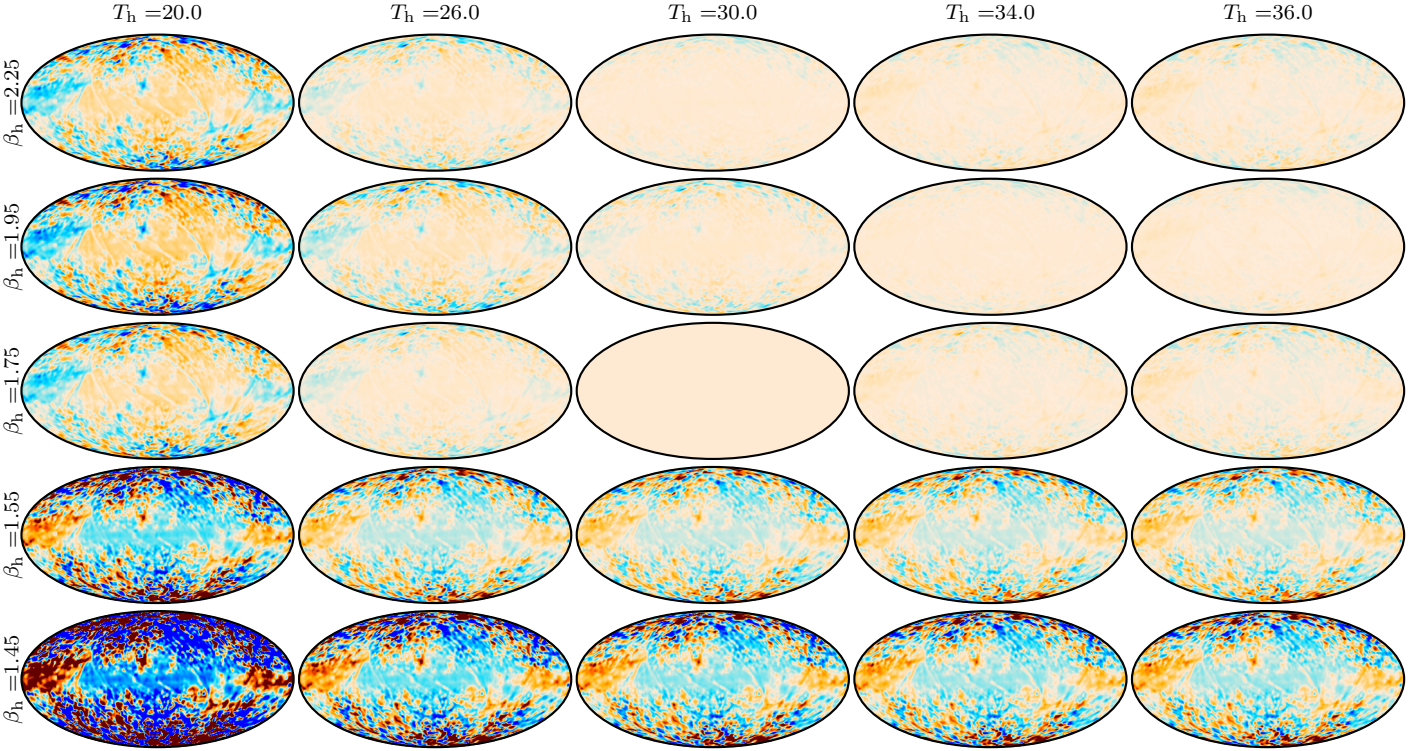 T_h =20.0 T_h =26.0 T_h =30.0 T_h =34.0 T_h =36.0
β_h =2.25
β_h =1.95
β_h =1.75
β_h =1.55
β_h =1.45